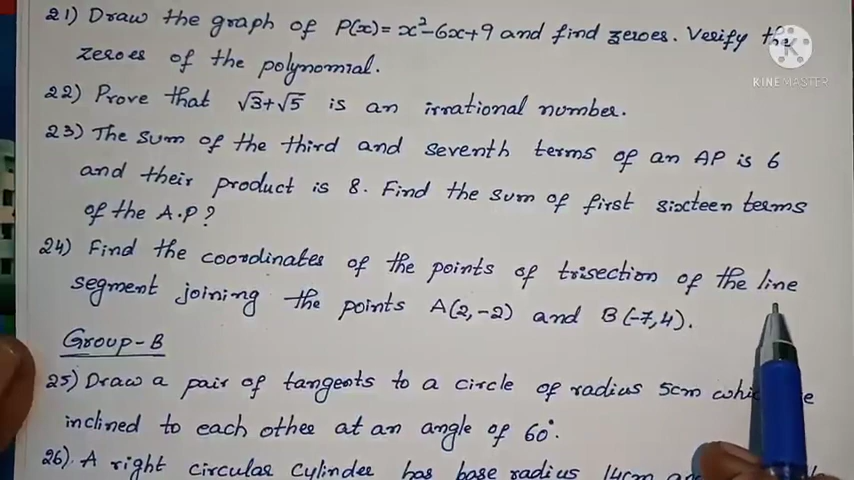 21) Draw the graph of P(x)= x²-6x+9 and find zeroes. Verify the
zeroes of the polynomial.
22) Prove that √3+√5 is an irrational number.
23) The sum of the third and seventh terms of an AP is 6
and their product is 8. Find the sum of first sixteen terms
of the A.P?
24) Find the coordinates of the points of trisection of the line
segment joining the points A(2,-2) and B(-7,4).
Group-B
25) Draw a pair of tangents to a circle of radius 5cm
inclined to each other at an angle of 60°.
26). A right circular cylinder has base radius 14cm
KINEMASTER